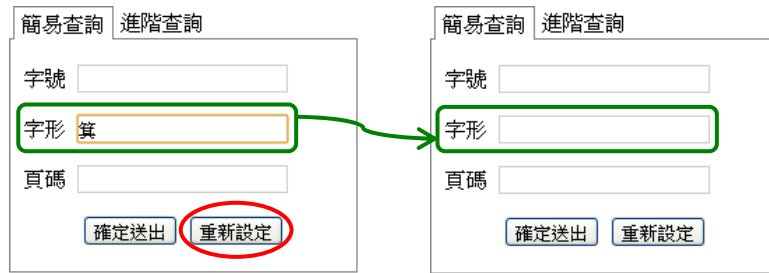 簡易查詢 進階查詢
字號
字形 箕
頁碼
確定送出 重新設定
簡易查詢 進階查詢
字號
字形
頁碼
確定送出 重新設定